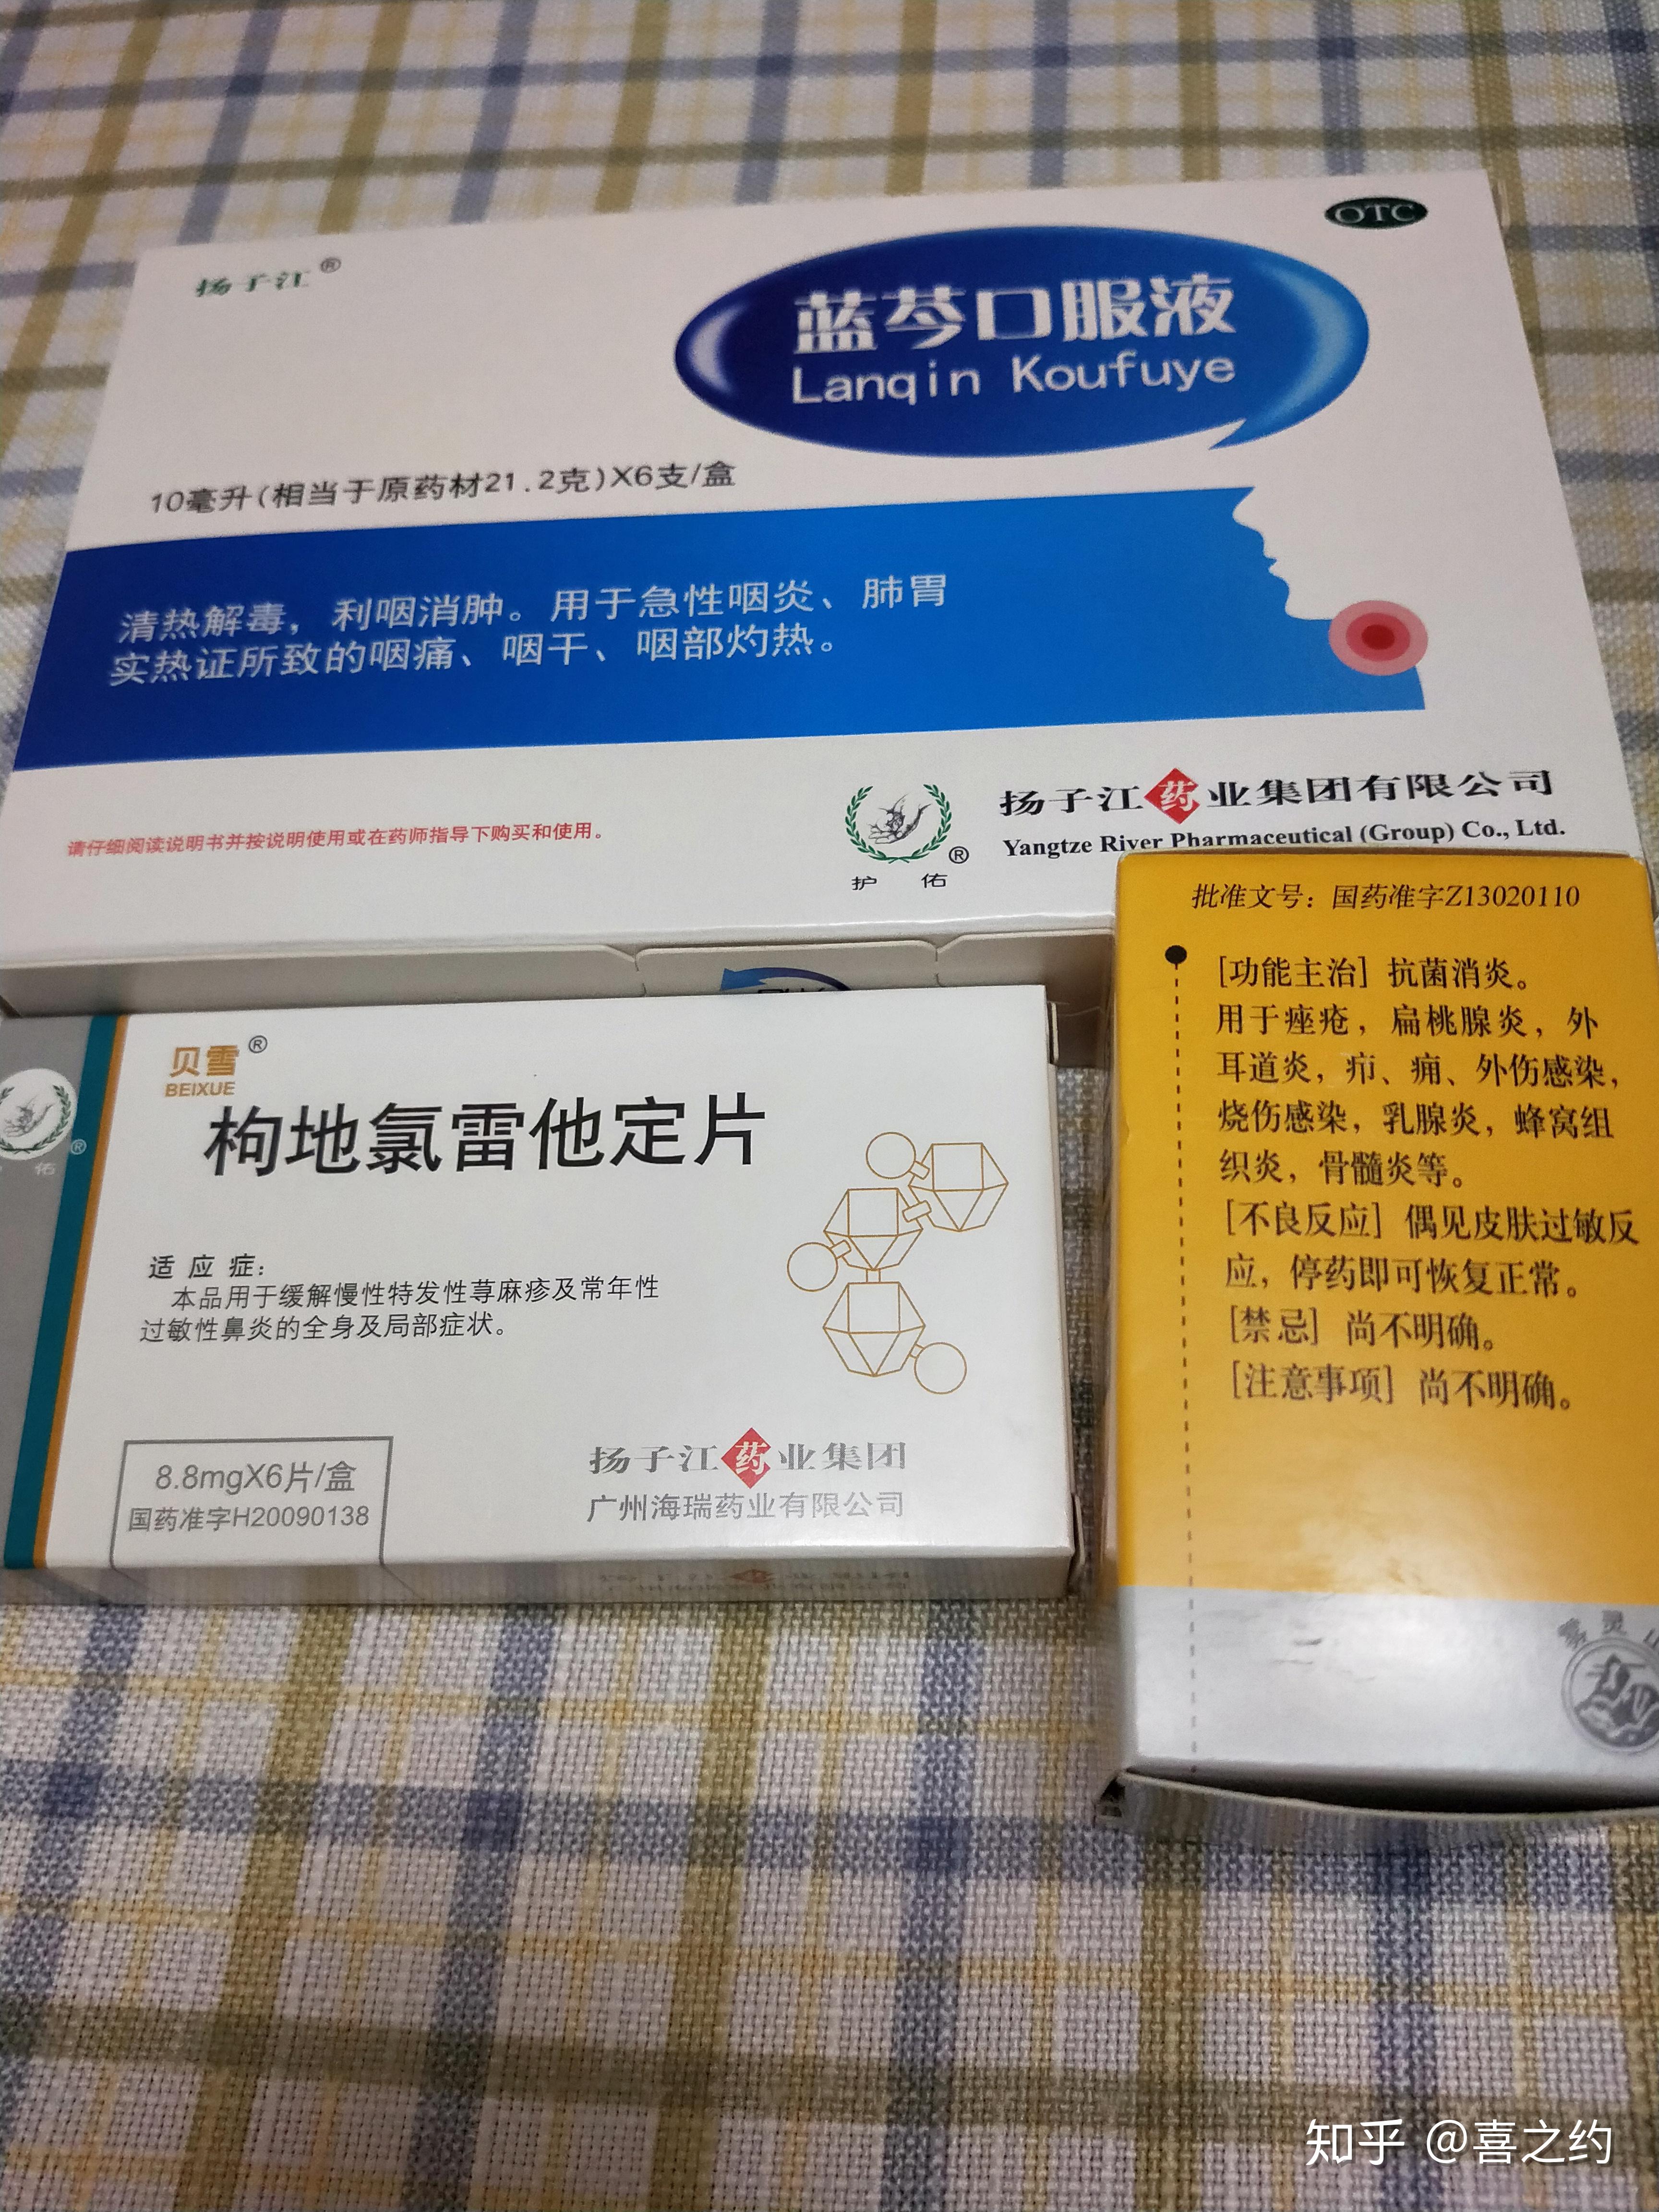 OTC
扬子江®
蓝芩口服液
Lanqin Koufuye
10毫升(相当于原药材21.2克)X6支/盒
清热解毒，利咽消肿。用于急性咽炎、肺胃
实热证所致的咽痛、咽干、咽部灼热。
请仔细阅读说明书并按说明使用或在药师指导下购买和使用。
护佑®
扬子江药业集团有限公司
Yangtze River Pharmaceutical (Group) Co., Ltd.
贝雪®
BEIXUE
枸地氯雷他定片
适应症：
本品用于缓解慢性特发性荨麻疹及常年性
过敏性鼻炎的全身及局部症状。
8.8mgX6片/盒
国药准字H20090138
扬子江药业集团
广州海瑞药业有限公司
佑®
批准文号：国药准字Z13020110
[功能主治] 抗菌消炎。
用于痤疮，扁桃腺炎，外
耳道炎，疖、痈、外伤感染，
烧伤感染，乳腺炎，蜂窝组
织炎，骨髓炎等。
[不良反应] 偶见皮肤过敏反
应，停药即可恢复正常。
[禁忌] 尚不明确。
[注意事项] 尚不明确。
雾灵山
知乎 @喜之约